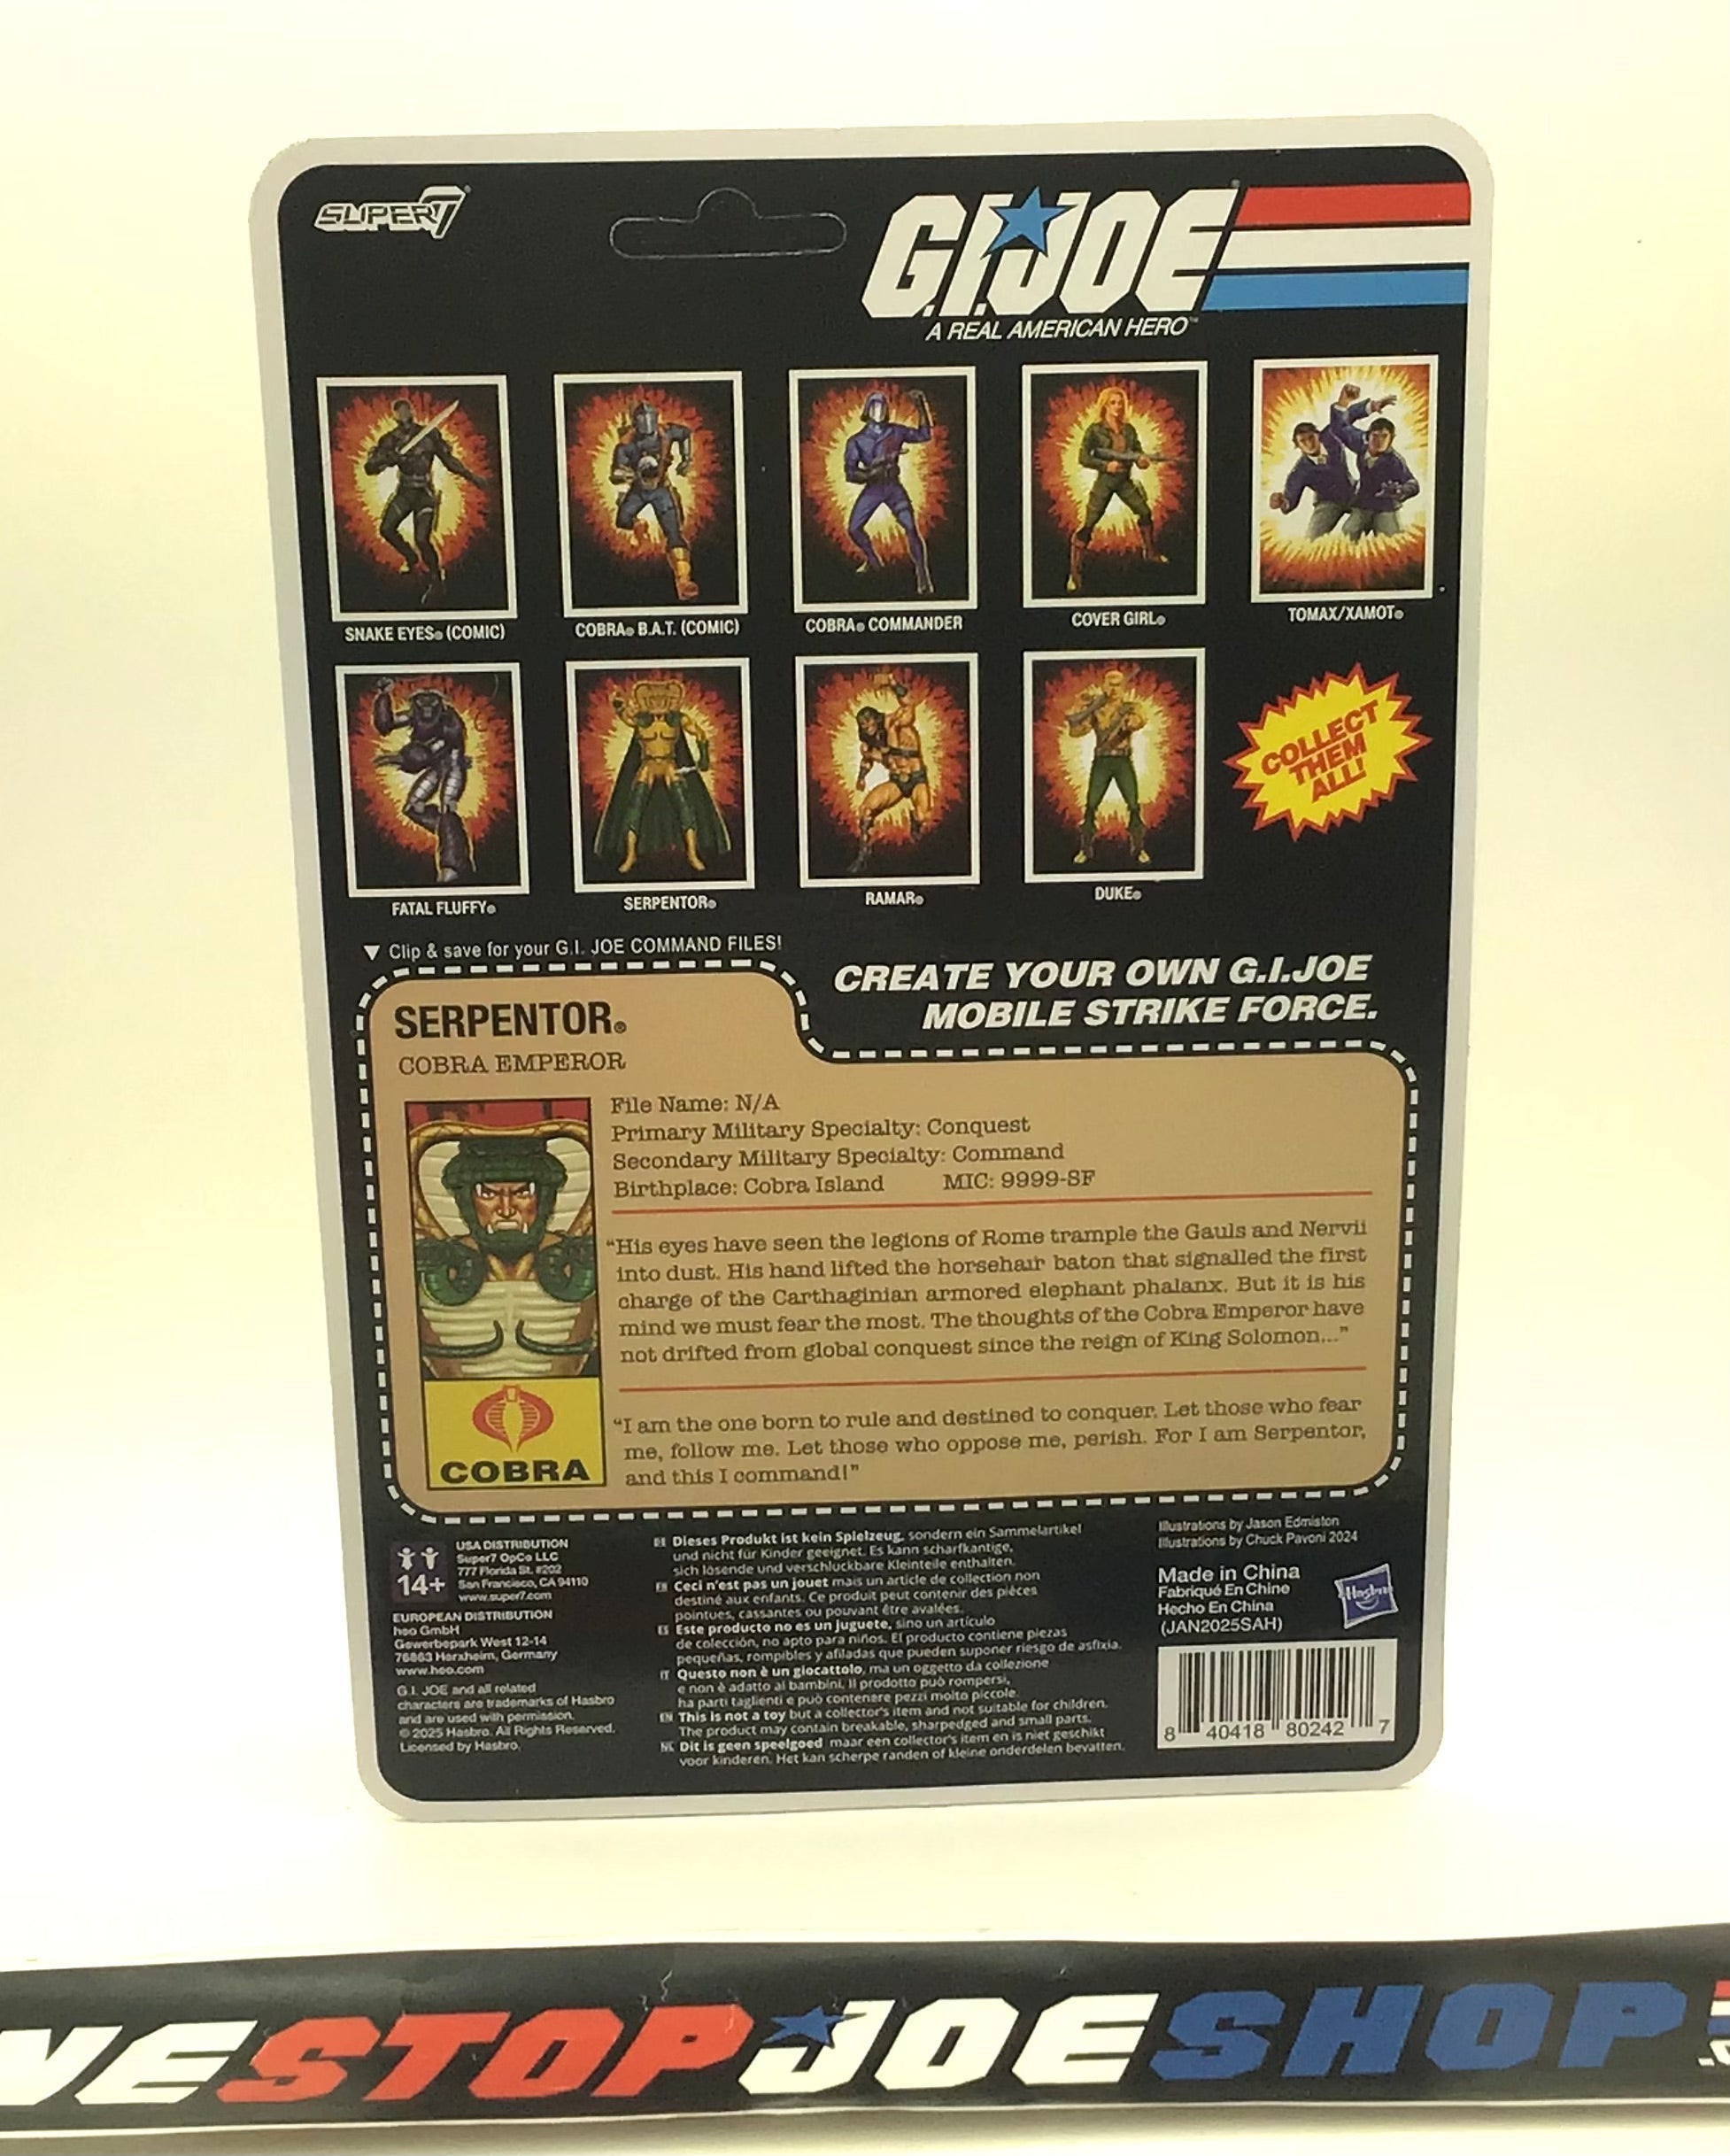 SUPER7
G.I.JOE
A REAL AMERICAN HERO™
SNAKE EYES® (COMIC)
COBRA® B.A.T. (COMIC)
COBRA® COMMANDER
COVER GIRL®
TOMAX/XAMOT®
FATAL FLUFFY®
SERPENTOR®
RAMAR®
DUKE®
COLLECT
THEM
ALL!
▼ Clip & save for your G.I. JOE COMMAND FILES!
CREATE YOUR OWN G.I.JOE
MOBILE STRIKE FORCE.
SERPENTOR®
COBRA EMPEROR
File Name: N/A
Primary Military Specialty: Conquest
Secondary Military Specialty: Command
Birthplace: Cobra Island MIC: 9999-SF
“His eyes have seen the legions of Rome trample the Gauls and Nervii
into dust. His hand lifted the horsehair baton that signalled the first
charge of the Carthaginian armored elephant phalanx. But it is his
mind we must fear the most. The thoughts of the Cobra Emperor have
not drifted from global conquest since the reign of King Solomon...”
“I am the one born to rule and destined to conquer. Let those who fear
me, follow me. Let those who oppose me, perish. For I am Serpentor,
and this I command!”
COBRA
14+
USA DISTRIBUTION
Super7 OpCo LLC
777 Florida St. #202
San Francisco, CA 94110
www.super7.com
EUROPEAN DISTRIBUTION
heo GmbH
Gewerbepark West 12-14
76863 Herxheim, Germany
www.heo.com
G.I. JOE and all related
characters are trademarks of Hasbro
and are used with permission.
© 2025 Hasbro. All Rights Reserved.
Licensed by Hasbro.
Dieses Produkt ist kein Spielzeug, sondern ein Sammelartikel
und nicht für Kinder geeignet. Es kann scharfkantige,
sich lösende und verschluckbare Kleinteile enthalten.
Ceci n'est pas un jouet mais un article de collection non
destiné aux enfants. Ce produit peut contenir des pièces
pointues, cassantes ou pouvant être avalées.
ES Este producto no es un juguete, sino un artículo
de colección, no apto para niños. El producto contiene piezas
pequeñas, rompibles y afiladas que pueden suponer riesgo de asfixia.
IT Questo non è un giocattolo, ma un oggetto da collezione
e non è adatto ai bambini. Il prodotto può rompersi,
ha parti taglienti e può contenere pezzi molto piccole.
EN This is not a toy but a collector's item and not suitable for children.
The product may contain breakable, sharpedged and small parts.
Dit is geen speelgoed maar een collector's item en is niet geschikt
voor kinderen. Het kan scherpe randen of kleine onderdelen bevatten.
Illustrations by Jason Edmiston
Illustrations by Chuck Pavoni 2024
Made in China
Fabriqué En Chine
Hecho En China
(JAN2025SAH)
Hasbro
8 40418 80242 7
STOPJOESHOP